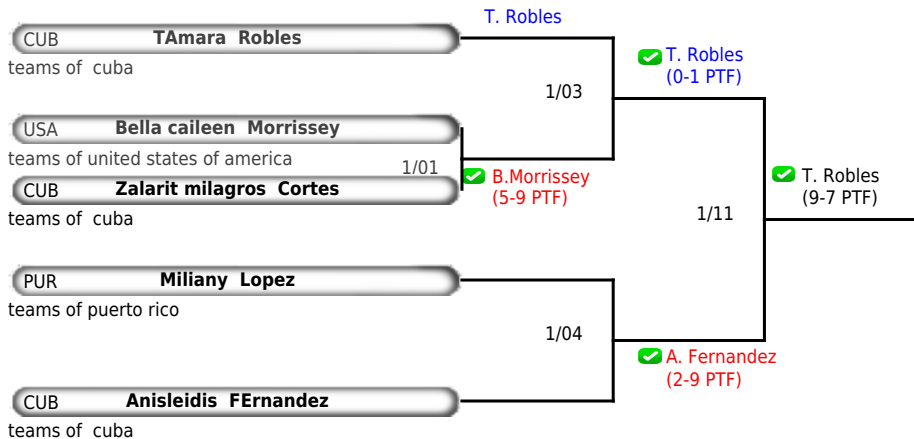 T. Robles
CUB TAmara Robles
teams of cuba
T. Robles
(0-1 PTF)
1/03
USA Bella caileen Morrissey
teams of united states of america
1/01
B.Morrissey
(5-9 PTF)
CUB Zalarit milagros Cortes
teams of cuba
T. Robles
(9-7 PTF)
1/11
PUR Miliany Lopez
teams of puerto rico
1/04
A. Fernandez
(2-9 PTF)
CUB Anisleidis FErnandez
teams of cuba